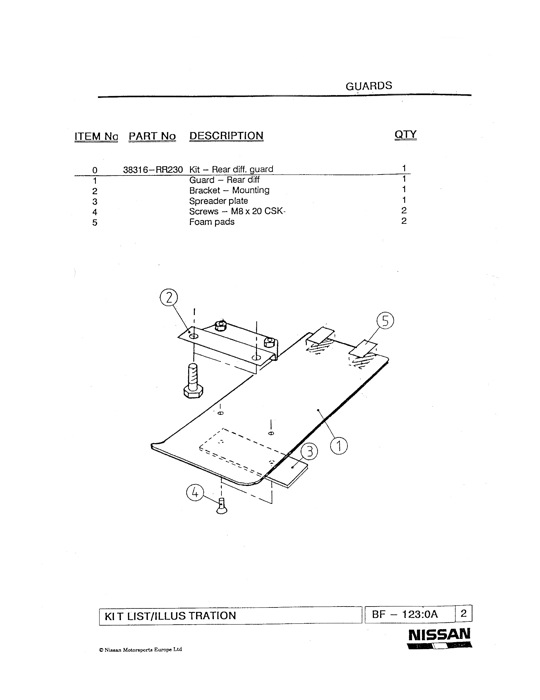 GUARDS
ITEM No PART No DESCRIPTION QTY
0 38316-RR230 Kit - Rear diff. guard 1
1 Guard - Rear diff 1
2 Bracket - Mounting 1
3 Spreader plate 1
4 Screws - M8 x 20 CSK. 2
5 Foam pads 2
2
5
1
3
4
KIT LIST/ILLUSTRATION BF - 123:0A 2
NISSAN
© Nissan Motorsports Europe Ltd